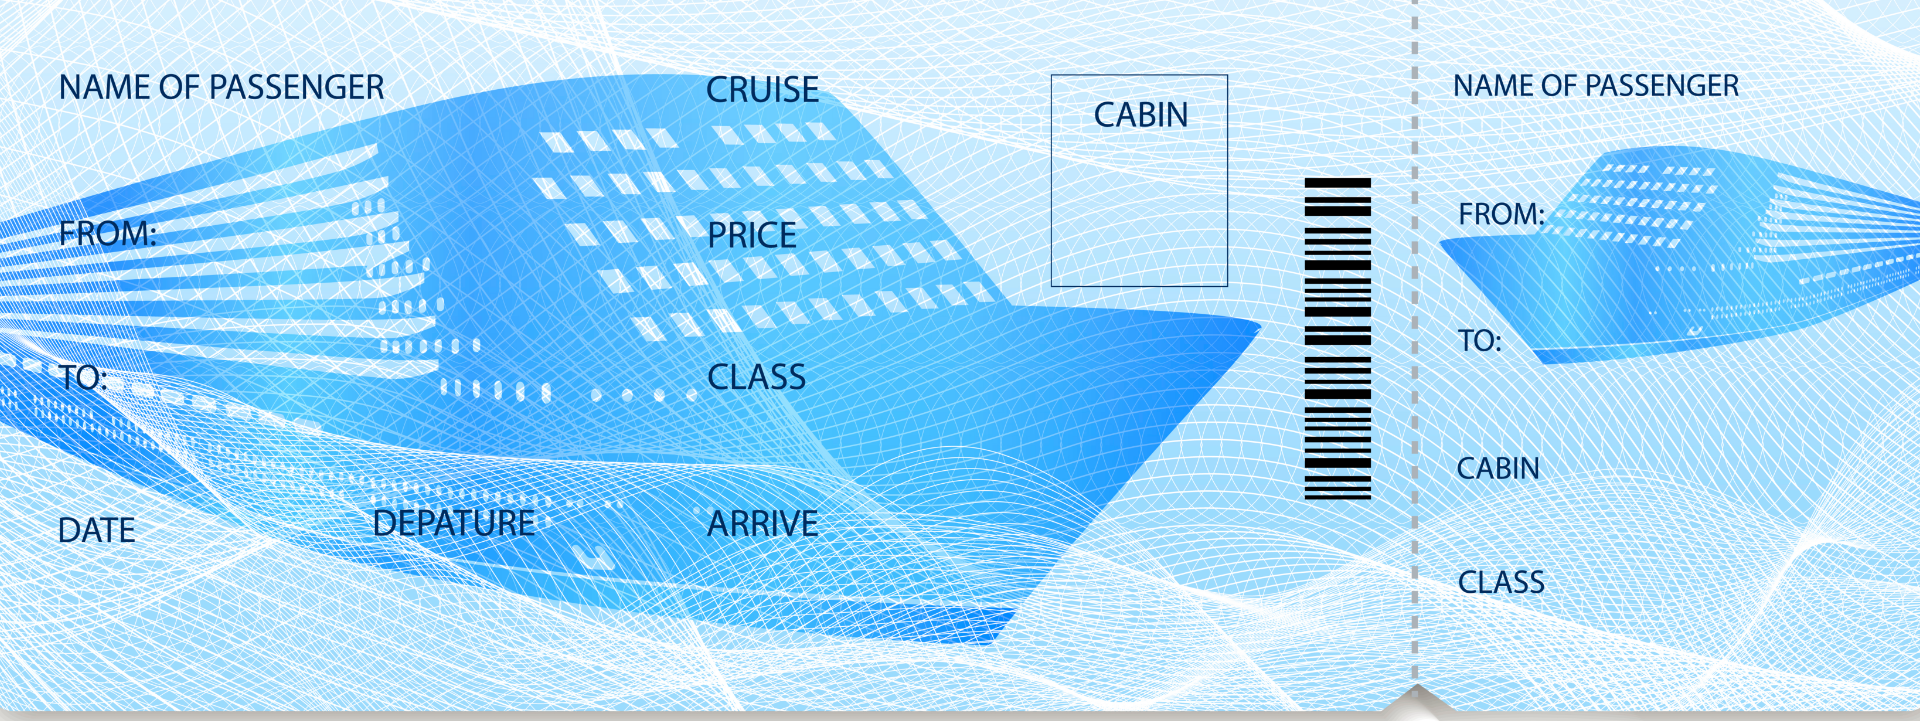 NAME OF PASSENGER
CRUISE
CABIN
FROM:
PRICE
TO:
CLASS
DATE
DEPATURE
ARRIVE
NAME OF PASSENGER
FROM:
TO:
CABIN
CLASS